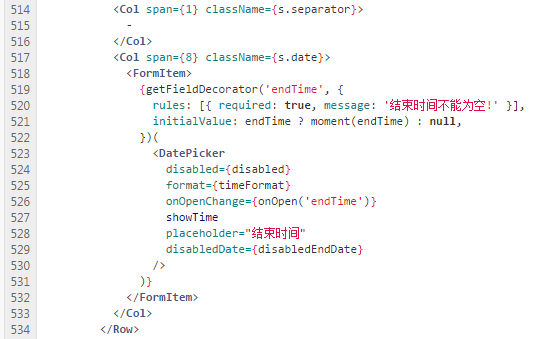 514 <Col span={1} className={s.separator}>
515 -
516 </Col>
517 <Col span={8} className={s.date}>
518 <FormItem>
519 {getFieldDecorator('endTime', {
520 rules: [{ required: true, message: '结束时间不能为空!' }],
521 initialValue: endTime ? moment(endTime) : null,
522 })(
523 <DatePicker
524 disabled={disabled}
525 format={timeFormat}
526 onOpenChange={onOpen('endTime')}
527 showTime
528 placeholder="结束时间"
529 disabledDate={disabledEndDate}
530 />
531 )}
532 </FormItem>
533 </Col>
534 </Row>